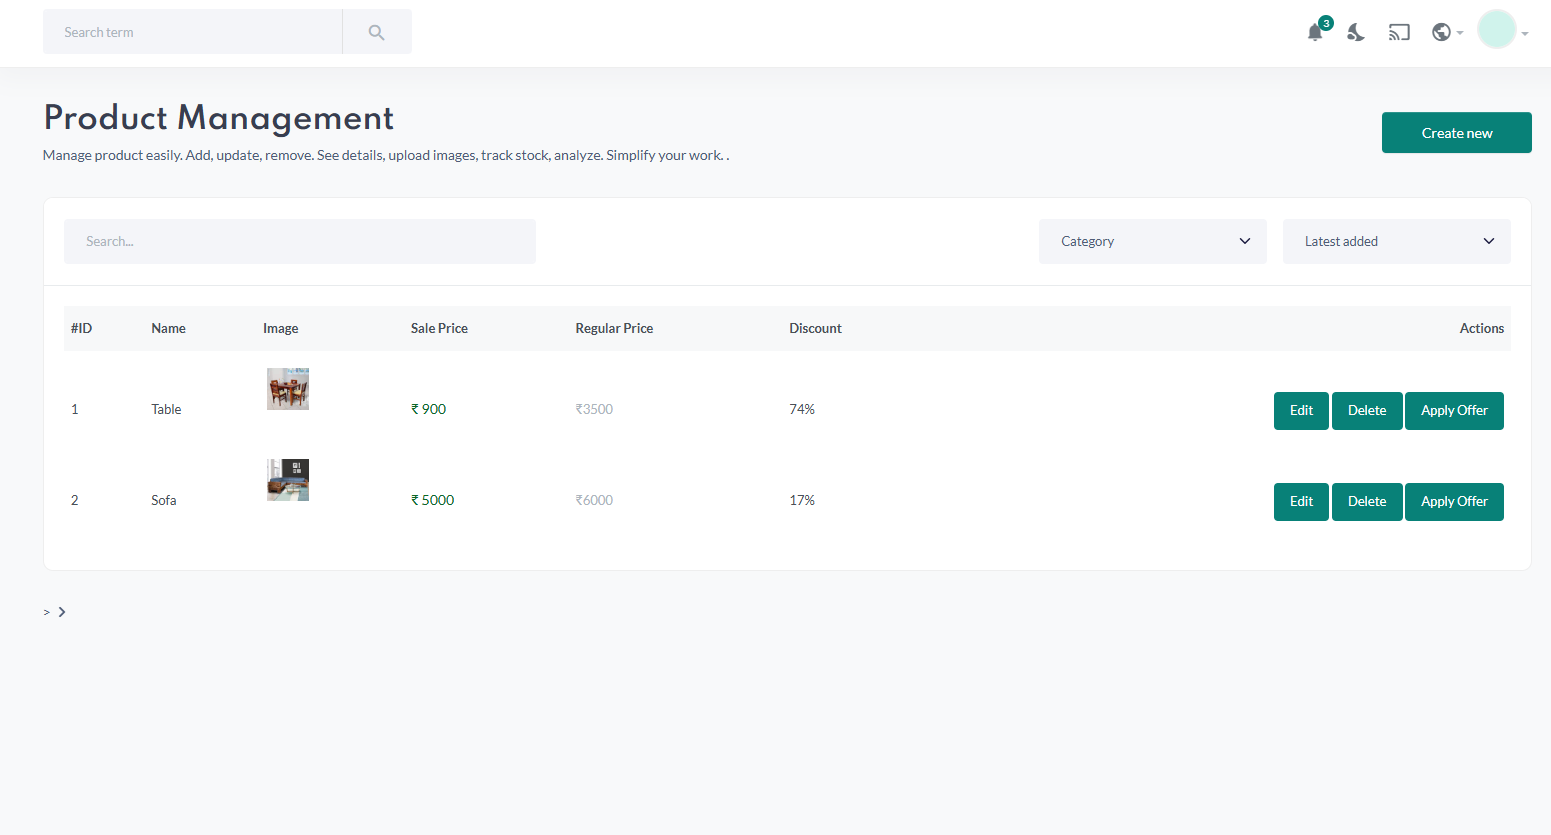 Search term
3
Product Management
Manage product easily. Add, update, remove. See details, upload images, track stock, analyze. Simplify your work. .
Create new
Search...
Category
Latest added
#ID Name Image Sale Price Regular Price Discount Actions
1 Table ₹ 900 ₹3500 74% Edit Delete Apply Offer
2 Sofa ₹ 5000 ₹6000 17% Edit Delete Apply Offer
>